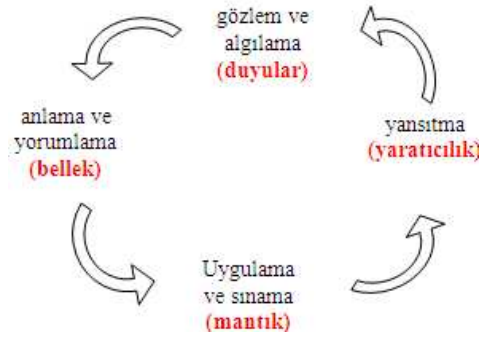 gözlem ve
algılama
(duyular)
anlama ve
yorumlama
(bellek)
Uygulama
ve sınama
(mantık)
yansıtma
(yaratıcılık)